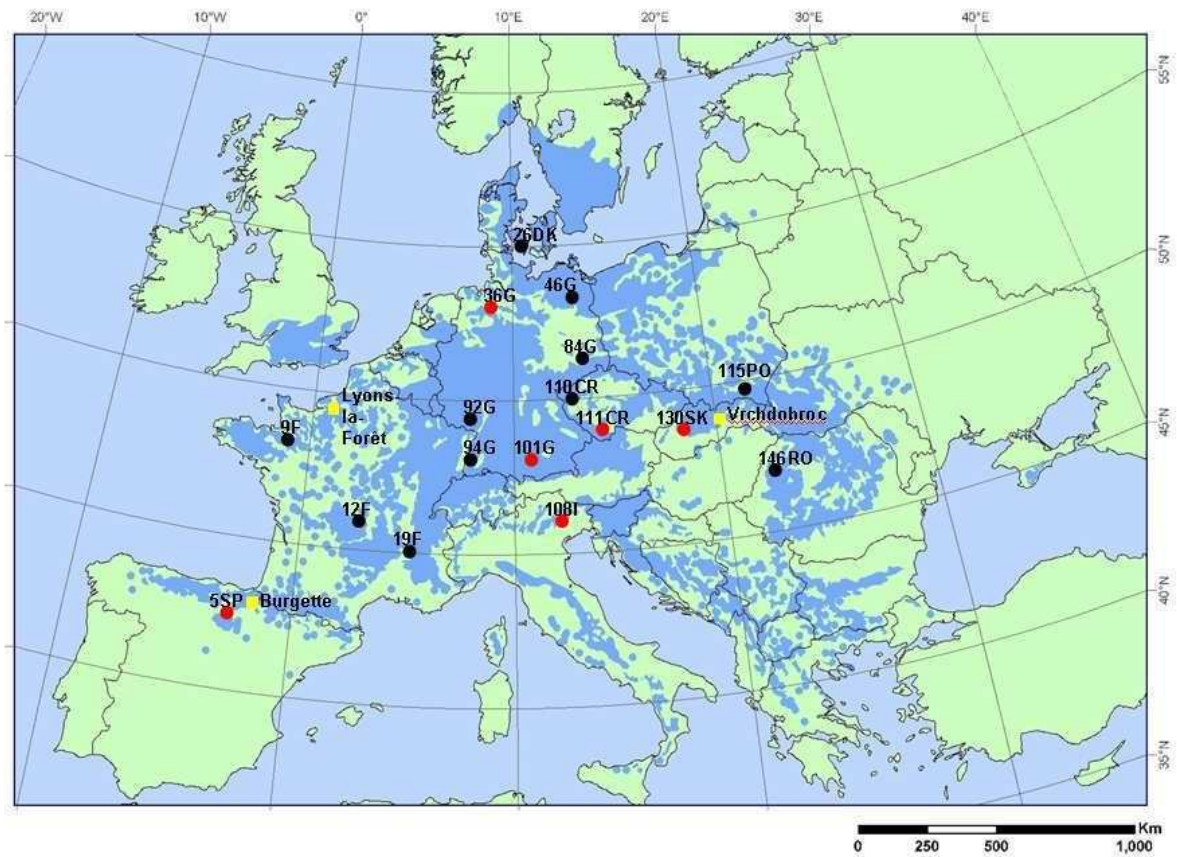 20°W 10°W 0° 10°E 20°E 30°E 40°E
55°N
26DK
50°N
46G
36G
84G
115PO
110CR
Lyons
la-
Forêt
92G
111CR
130SK
Vrchdobroc
45°N
9F
94G
101G
146RO
12F
108I
19F
40°N
5SP
Burgette
35°N
Km
0 250 500 1,000